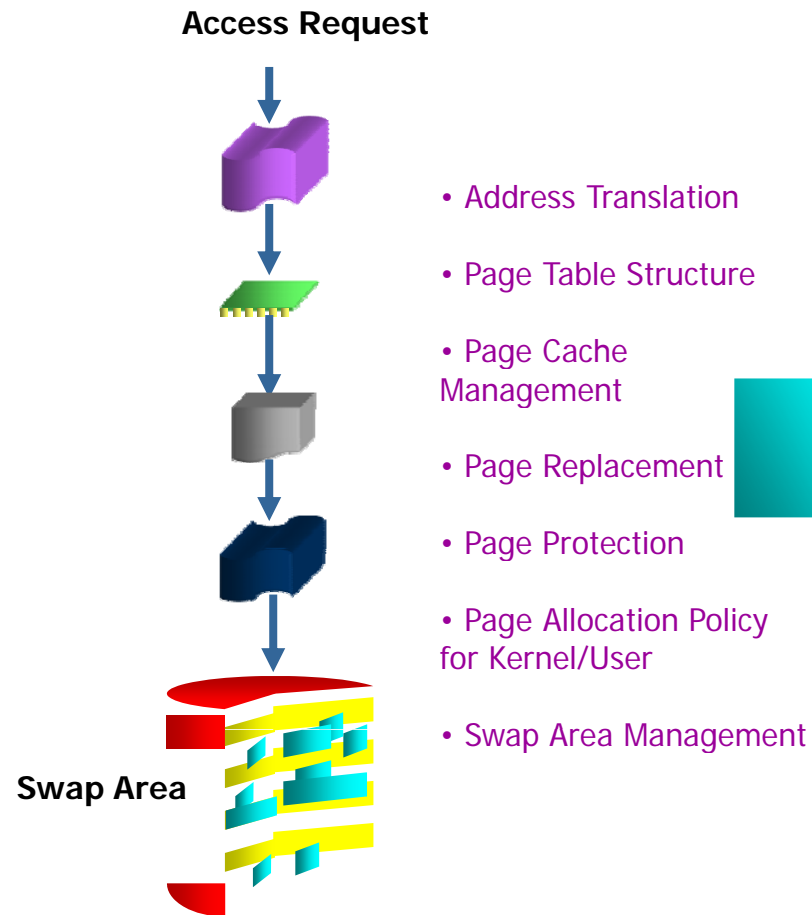 Access Request
• Address Translation
• Page Table Structure
• Page Cache
Management
• Page Replacement
• Page Protection
• Page Allocation Policy
for Kernel/User
• Swap Area Management
Swap Area